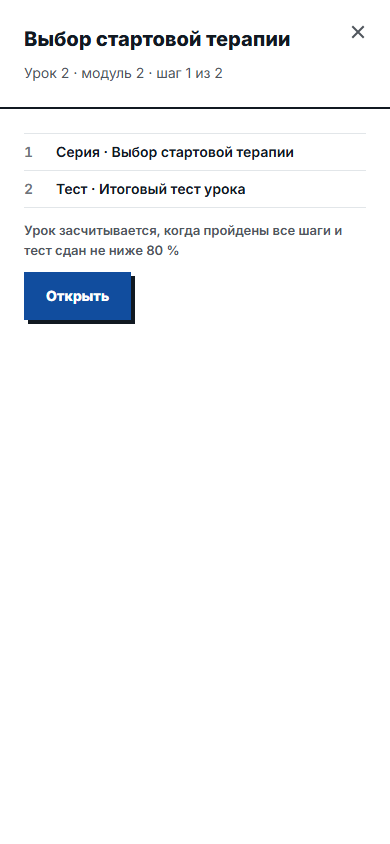 Выбор стартовой терапии
Урок 2 · модуль 2 · шаг 1 из 2
1 Серия · Выбор стартовой терапии
2 Тест · Итоговый тест урока
Урок засчитывается, когда пройдены все шаги и
тест сдан не ниже 80 %
Открыть